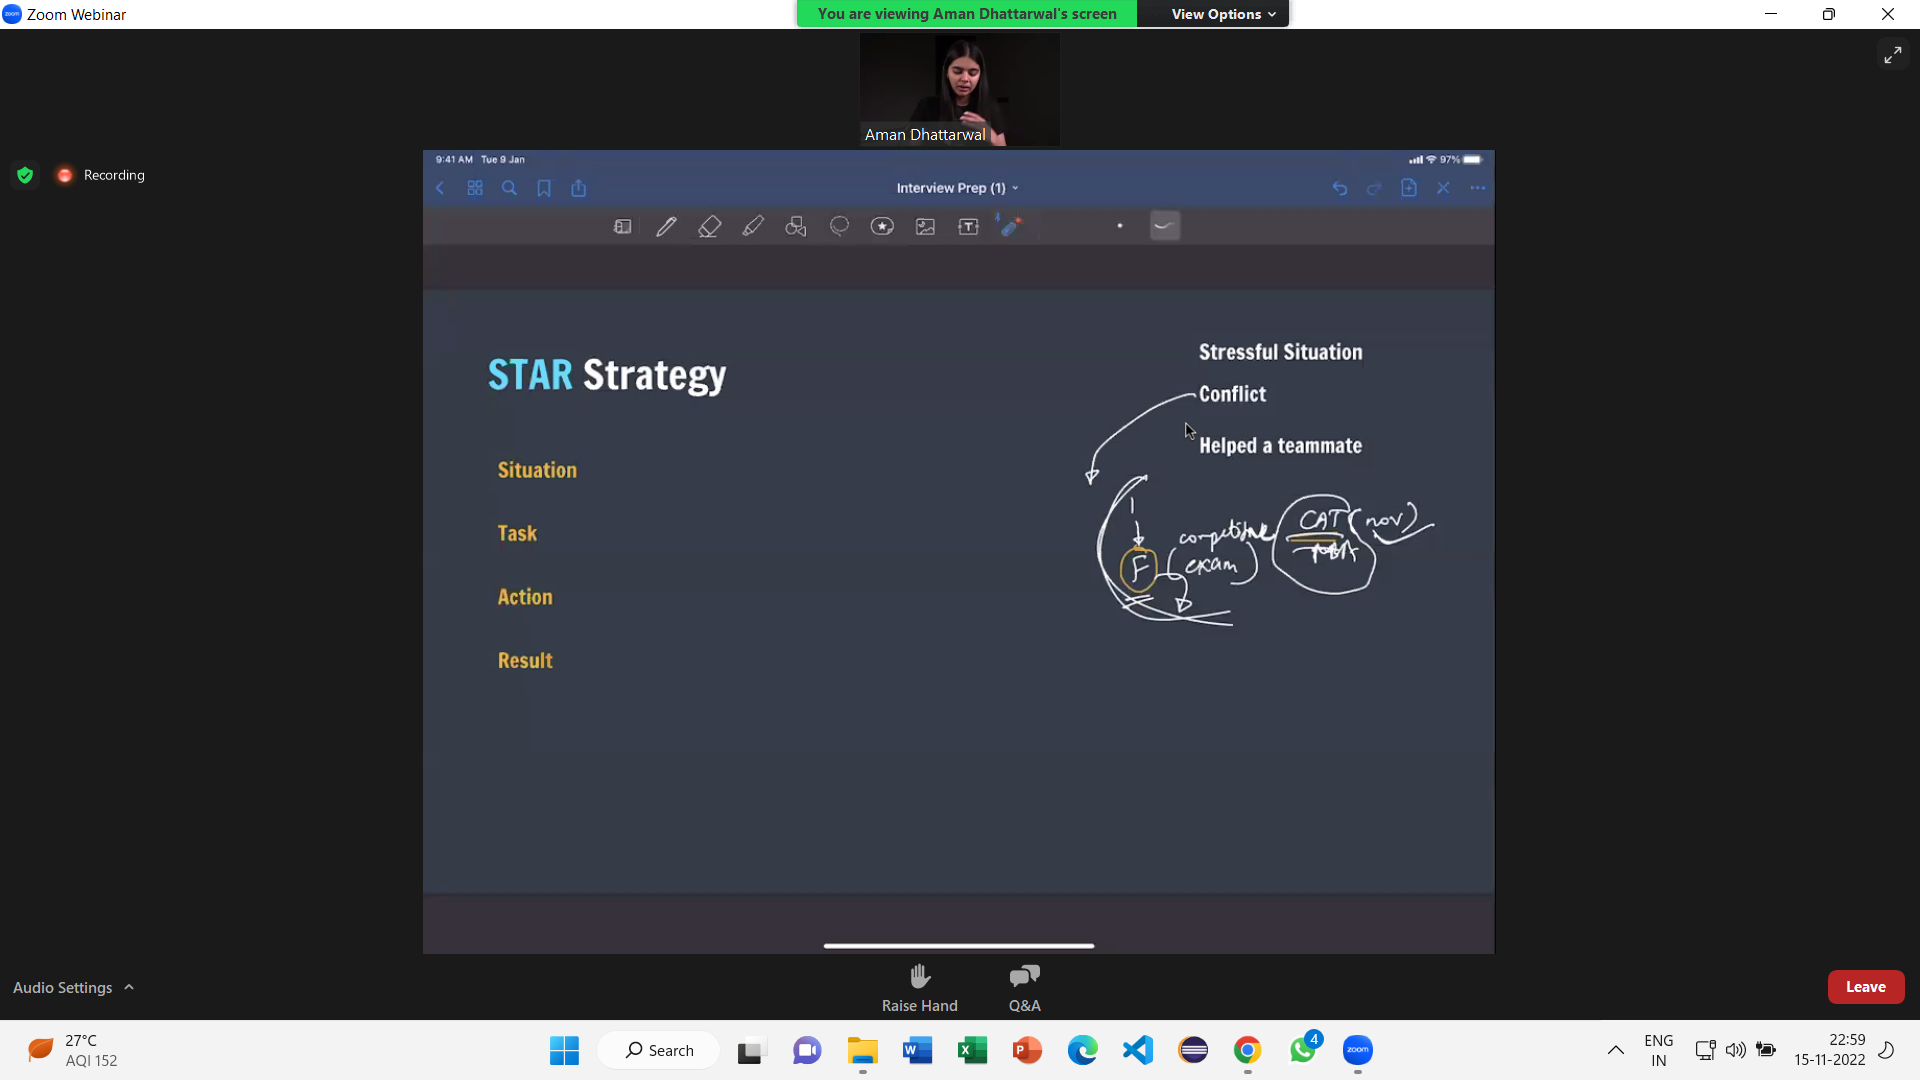 Zoom Webinar
You are viewing Aman Dhattarwal's screen
View Options
Aman Dhattarwal
Recording
9:41 AM Tue 9 Jan
97%
Interview Prep (1)
STAR Strategy
Situation
Task
Action
Result
Stressful Situation
Conflict
Helped a teammate
1
F
competitive
exam
CAT (nov)
Audio Settings
Raise Hand
Q&A
Leave
27°C
AQI 152
Search
4
zoom
ENG
IN
22:59
15-11-2022